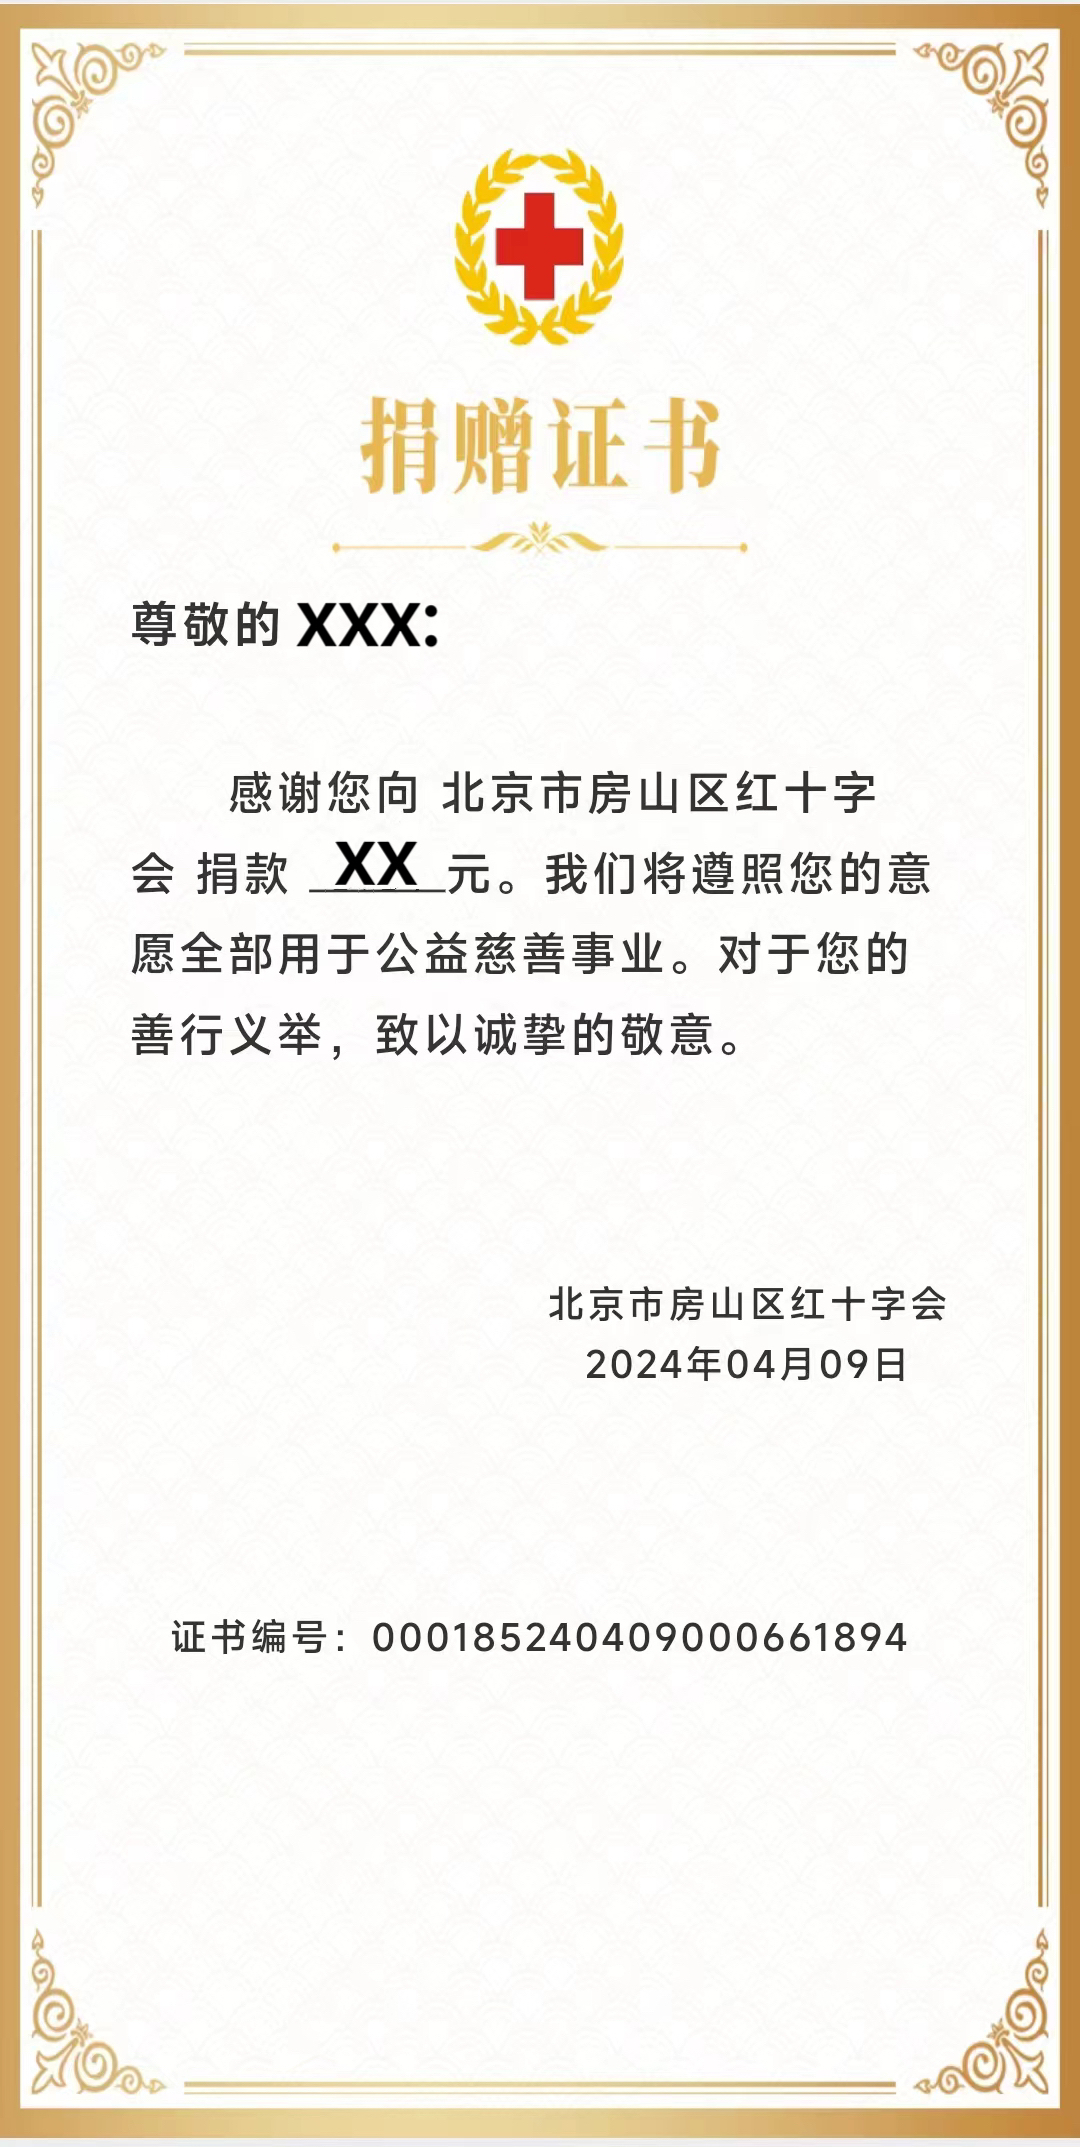 捐赠证书
尊敬的 XXX:
感谢您向 北京市房山区红十字
会 捐款 XX元。我们将遵照您的意
愿全部用于公益慈善事业。对于您的
善行义举，致以诚挚的敬意。
北京市房山区红十字会
2024年04月09日
证书编号：000185240409000661894